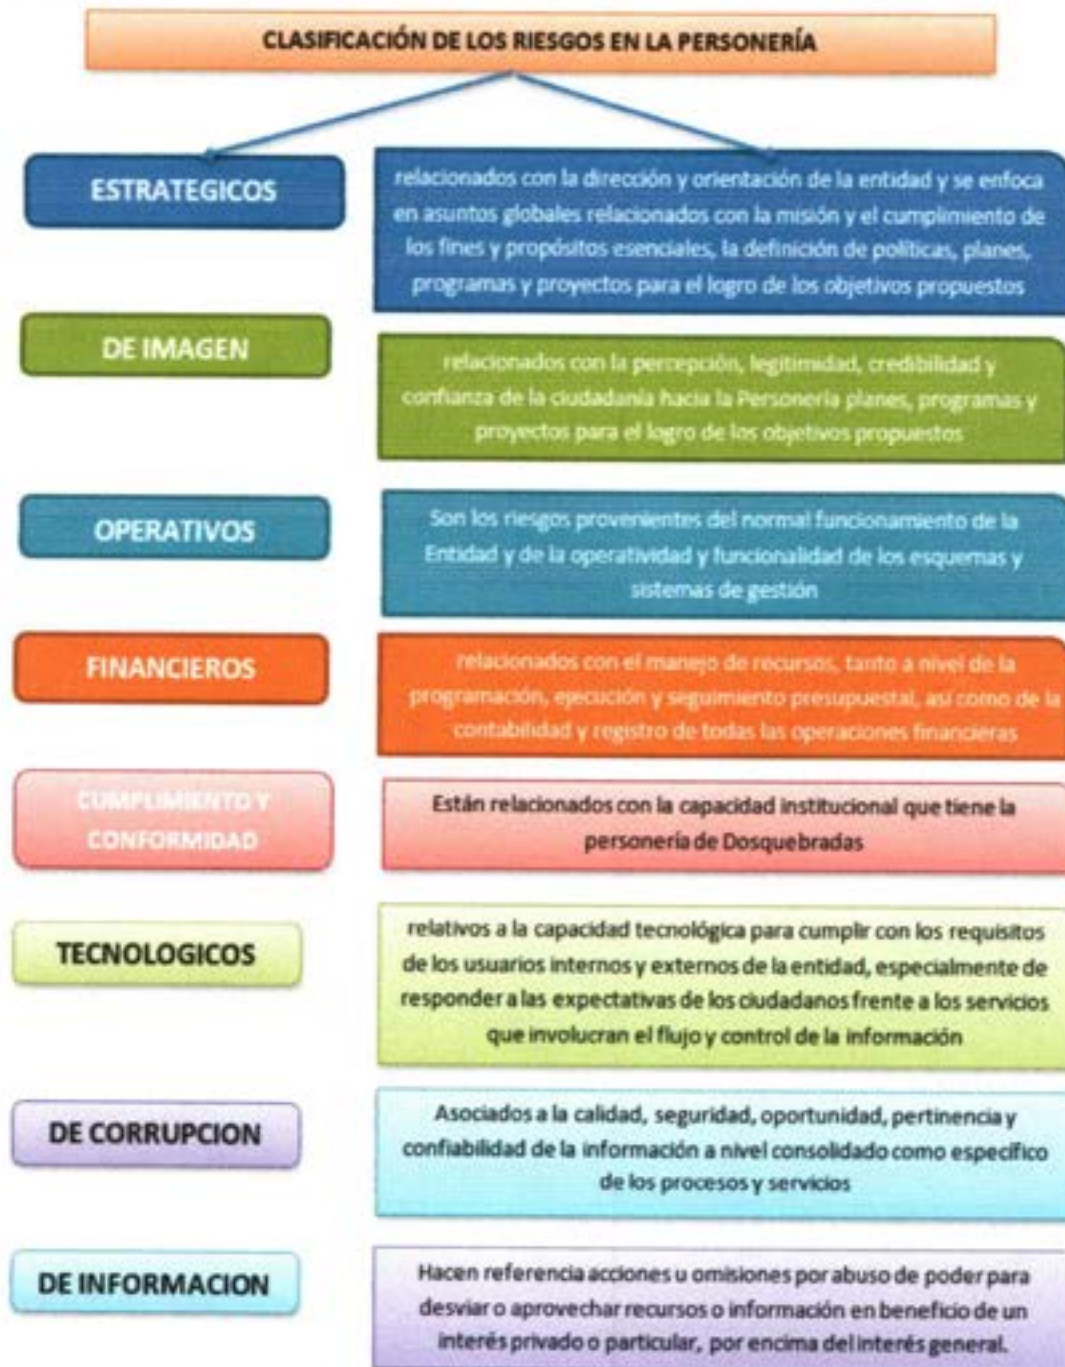 CLASIFICACIÓN DE LOS RIESGOS EN LA PERSONERÍA
ESTRATEGICOS
relacionados con la dirección y orientación de la entidad y se enfoca
en asuntos globales relacionados con la misión y el cumplimiento de
los fines y propósitos esenciales, la definición de políticas, planes,
programas y proyectos para el logro de los objetivos propuestos
DE IMAGEN
relacionados con la percepción, legitimidad, credibilidad y
confianza de la ciudadanía hacia la Personería planes, programas y
proyectos para el logro de los objetivos propuestos
OPERATIVOS
Son los riesgos provenientes del normal funcionamiento de la
Entidad y de la operatividad y funcionalidad de los esquemas y
sistemas de gestión
FINANCIEROS
relacionados con el manejo de recursos, tanto a nivel de la
programación, ejecución y seguimiento presupuestal, así como de la
contabilidad y registro de todas las operaciones financieras
CUMPLIMIENTO Y
CONFORMIDAD
Están relacionados con la capacidad institucional que tiene la
personería de Dosquebradas
TECNOLOGICOS
relativos a la capacidad tecnológica para cumplir con los requisitos
de los usuarios internos y externos de la entidad, especialmente de
responder a las expectativas de los ciudadanos frente a los servicios
que involucran el flujo y control de la información
DE CORRUPCION
Asociados a la calidad, seguridad, oportunidad, pertinencia y
confiabilidad de la información a nivel consolidado como específico
de los procesos y servicios
DE INFORMACION
Hacen referencia acciones u omisiones por abuso de poder para
desviar o aprovechar recursos o información en beneficio de un
interés privado o particular, por encima del interés general.